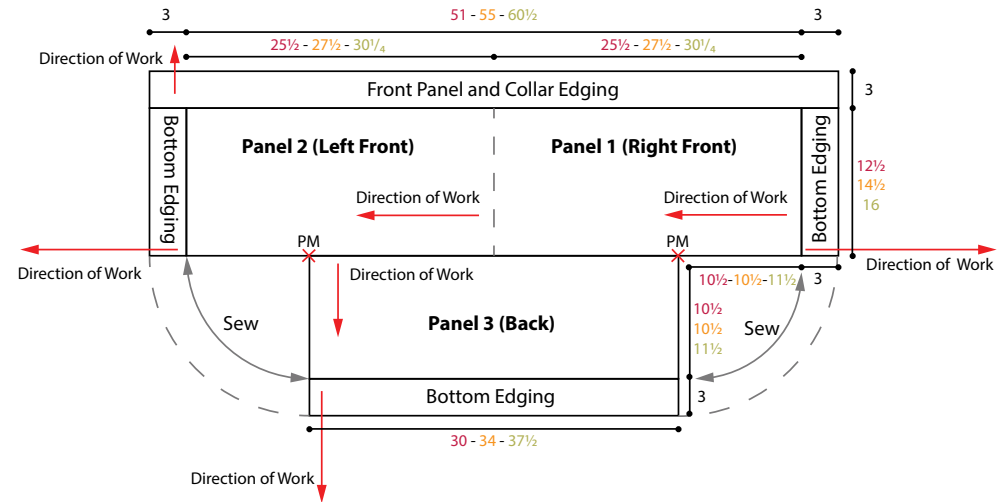 3
51 - 55 - 60½
3
25½ - 27½ - 30¹/₄
25½ - 27½ - 30¹/₄
Direction of Work
Front Panel and Collar Edging
3
Bottom Edging
Panel 2 (Left Front)
Panel 1 (Right Front)
Bottom Edging
12½
14½
16
Direction of Work
Direction of Work
PM
PM
Direction of Work
Direction of Work
Direction of Work
10½-10½-11½
3
Sew
Panel 3 (Back)
10½
10½
11½
Sew
Bottom Edging
3
30 - 34 - 37½
Direction of Work